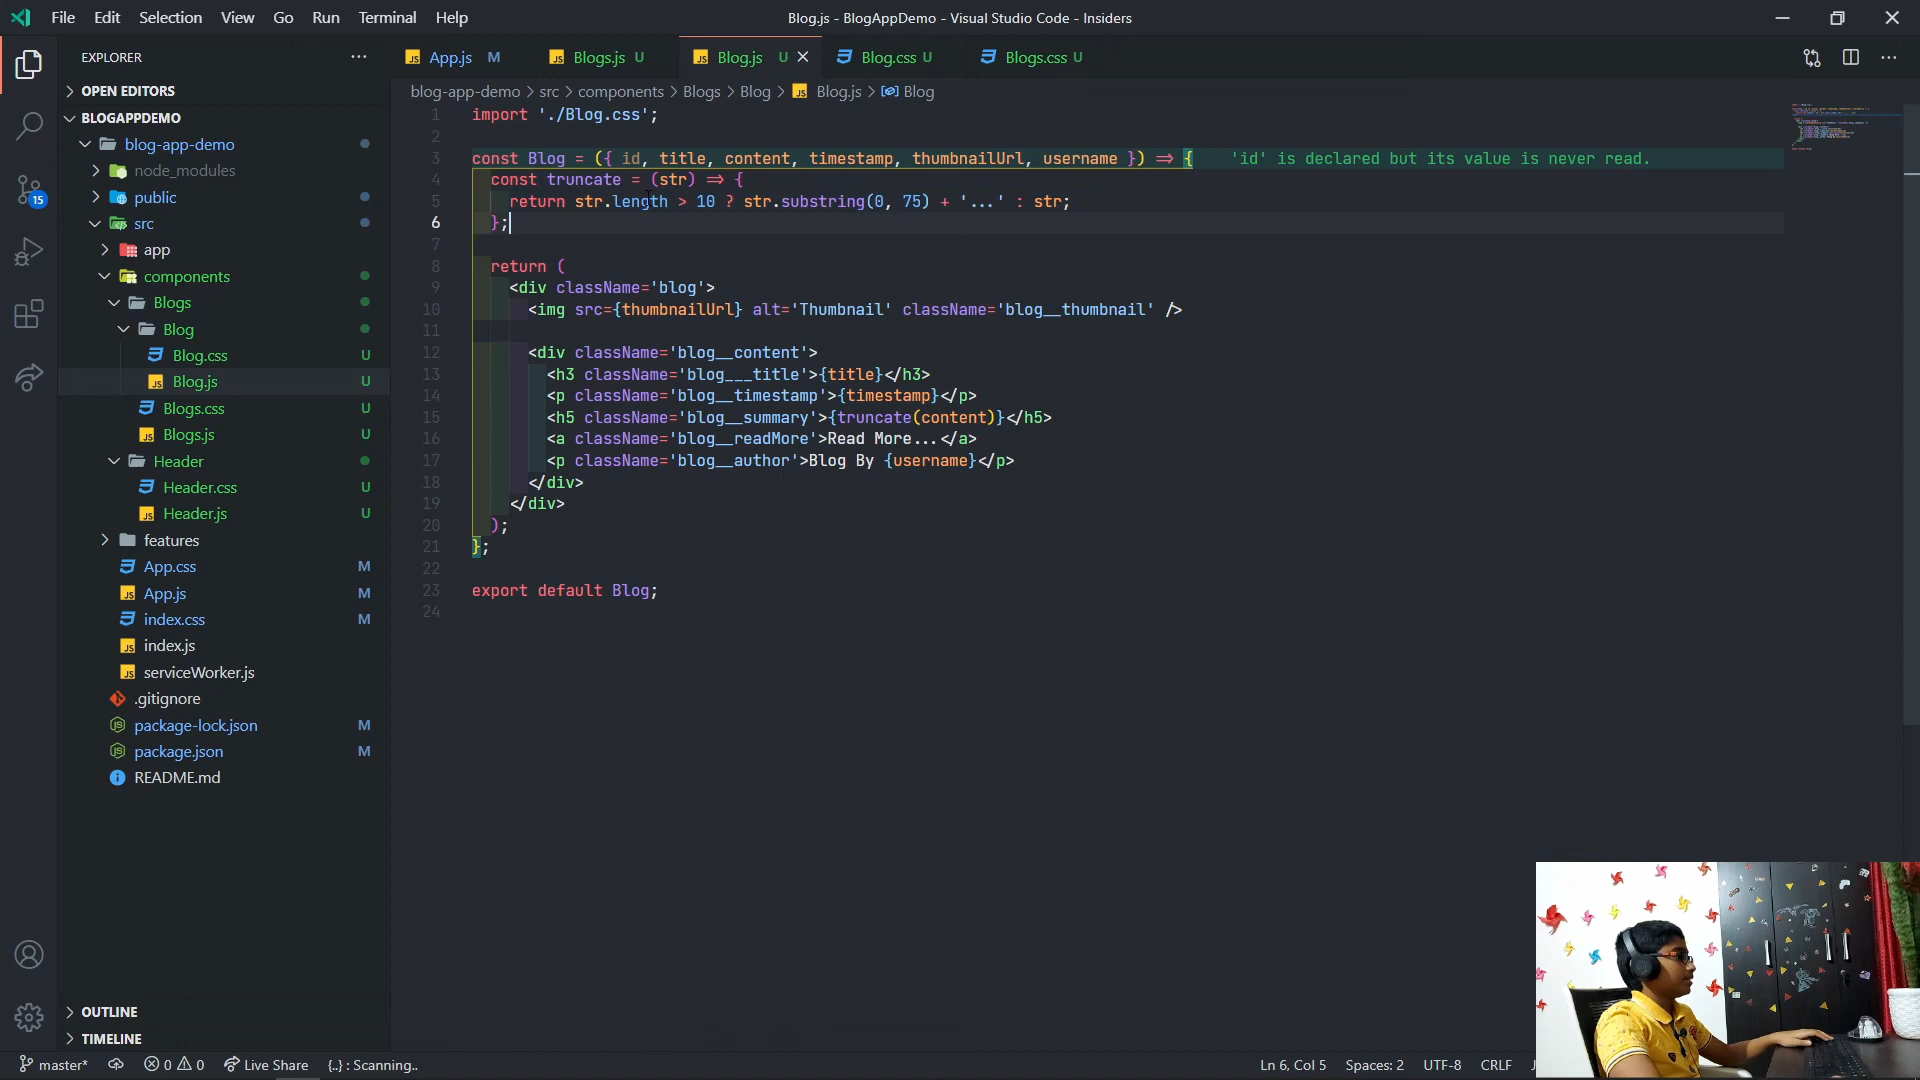 File Edit Selection View Go Run Terminal Help
Blog.js - BlogAppDemo - Visual Studio Code - Insiders
EXPLORER
OPEN EDITORS
BLOGAPPDEMO
blog-app-demo
node_modules
public
src
app
components
Blogs
Blog
Blog.css U
Blog.js U
Blogs.css U
Blogs.js U
Header
Header.css U
Header.js U
features
App.css M
App.js M
index.css M
index.js
serviceWorker.js
.gitignore
package-lock.json M
package.json M
README.md
OUTLINE
TIMELINE
15
App.js M Blogs.js U Blog.js U Blog.css U Blogs.css U
blog-app-demo > src > components > Blogs > Blog > Blog.js > Blog
1 import './Blog.css';
2
3 const Blog = ({ id, title, content, timestamp, thumbnailUrl, username }) => { 'id' is declared but its value is never read.
4 const truncate = (str) => {
5 return str.length > 10 ? str.substring(0, 75) + '...' : str;
6 };
7
8 return (
9 <div className='blog'>
10 <img src={thumbnailUrl} alt='Thumbnail' className='blog__thumbnail' />
11
12 <div className='blog__content'>
13 <h3 className='blog___title'>{title}</h3>
14 <p className='blog__timestamp'>{timestamp}</p>
15 <h5 className='blog__summary'>{truncate(content)}</h5>
16 <a className='blog__readMore'>Read More...</a>
17 <p className='blog__author'>Blog By {username}</p>
18 </div>
19 </div>
20 );
21 };
22
23 export default Blog;
24
master* 0 0 Live Share {..} : Scanning.. Ln 6, Col 5 Spaces: 2 UTF-8 CRLF